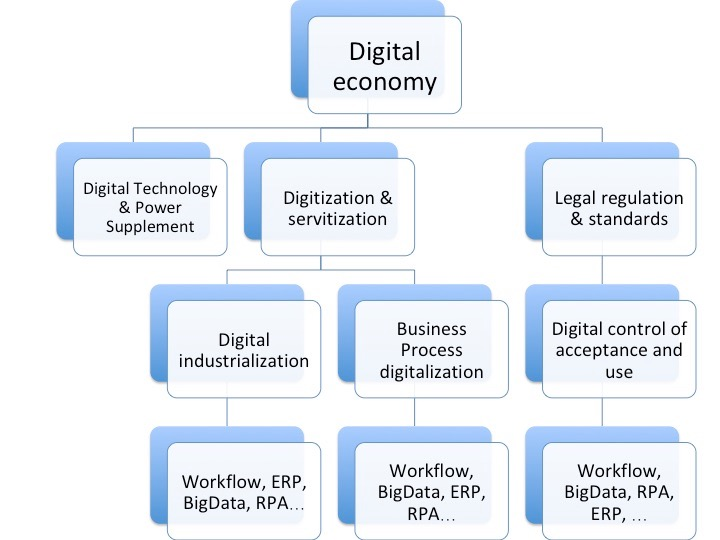 Digital
economy
Digital Technology
& Power
Supplement
Digitization &
servitization
Legal regulation
& standards
Digital
industrialization
Business
Process
digitalization
Digital control of
acceptance and
use
Workflow, ERP,
BigData, RPA…
Workflow,
BigData, ERP,
RPA…
Workflow,
BigData, RPA,
ERP, …